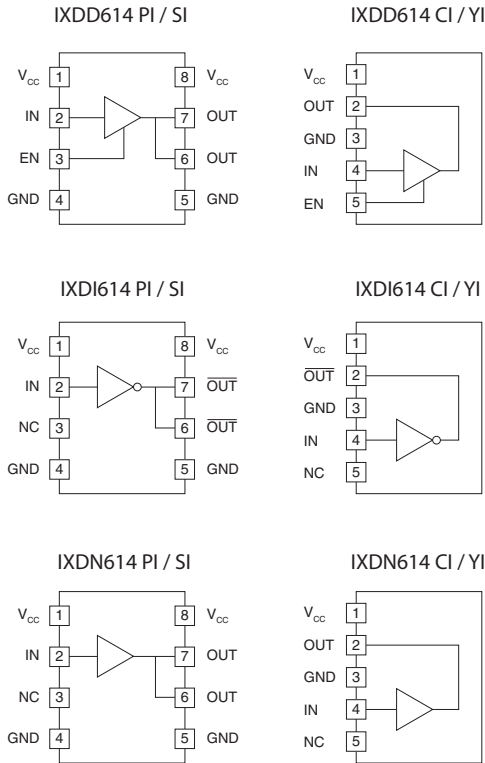 IXDD614 PI / SI
VCC 1 8 VCC
IN 2 7 OUT
EN 3 6 OUT
GND 4 5 GND
IXDD614 CI / YI
VCC 1
OUT 2
GND 3
IN 4
EN 5
IXDI614 PI / SI
VCC 1 8 VCC
IN 2 7 O̅U̅T̅
NC 3 6 O̅U̅T̅
GND 4 5 GND
IXDI614 CI / YI
VCC 1
O̅U̅T̅ 2
GND 3
IN 4
NC 5
IXDN614 PI / SI
VCC 1 8 VCC
IN 2 7 OUT
NC 3 6 OUT
GND 4 5 GND
IXDN614 CI / YI
VCC 1
OUT 2
GND 3
IN 4
NC 5